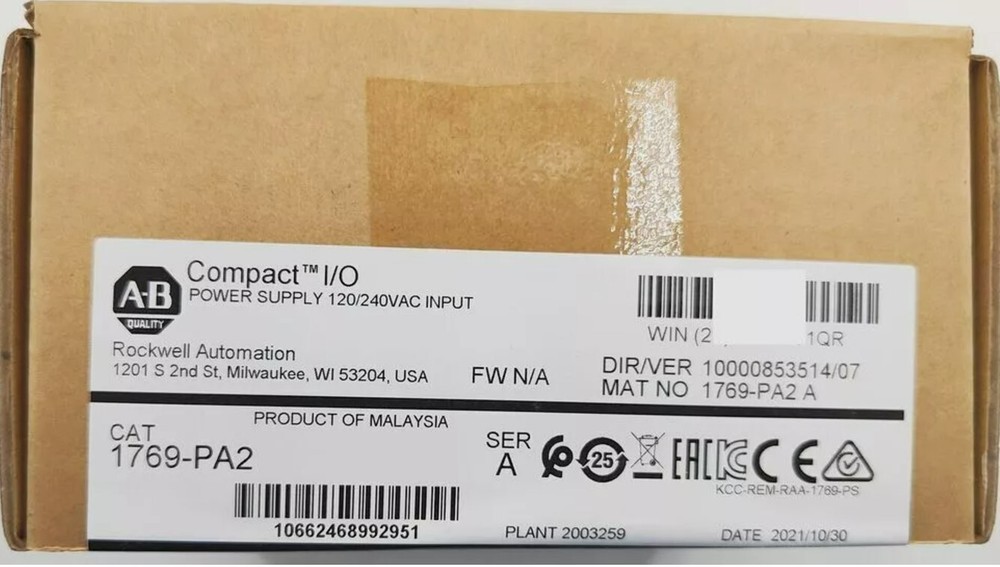 A-B
QUALITY
Compact™ I/O
POWER SUPPLY 120/240VAC INPUT
Rockwell Automation
1201 S 2nd St, Milwaukee, WI 53204, USA
FW N/A
WIN (2 1QR
DIR/VER 10000853514/07
MAT NO 1769-PA2 A
PRODUCT OF MALAYSIA
CAT
1769-PA2
SER
A
25
EAC
KC
CE
KCC-REM-RAA-1769-PS
10662468992951
PLANT 2003259
DATE 2021/10/30